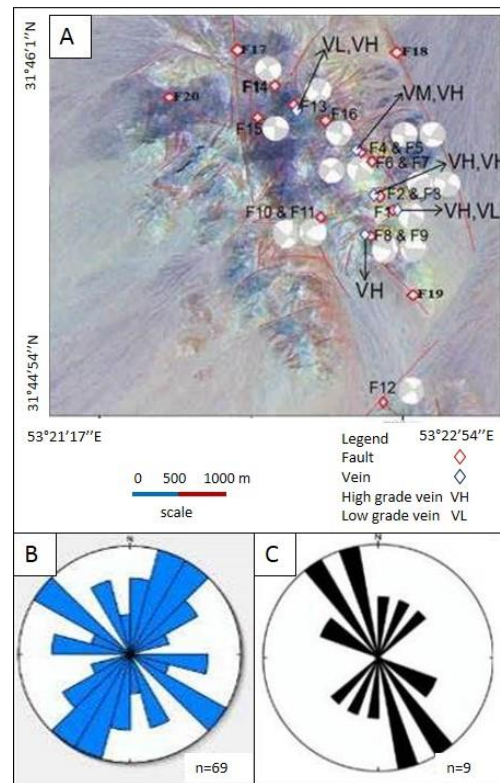 A
31°46’1’’N
31°44’54’’N
F17
VL,VH
F18
F14
F20
F13
VM,VH
F16
F15
F4 & F5
F6 & F7
VH,VH
F2 & F3
F1
VH,VL
F10 & F11
F8 & F9
VH
F19
F12
53°21’17’’E
53°22’54’’E
Legend
Fault
Vein
High grade vein VH
Low grade vein VL
0 500 1000 m
scale
B
N
n=69
C
N
n=9